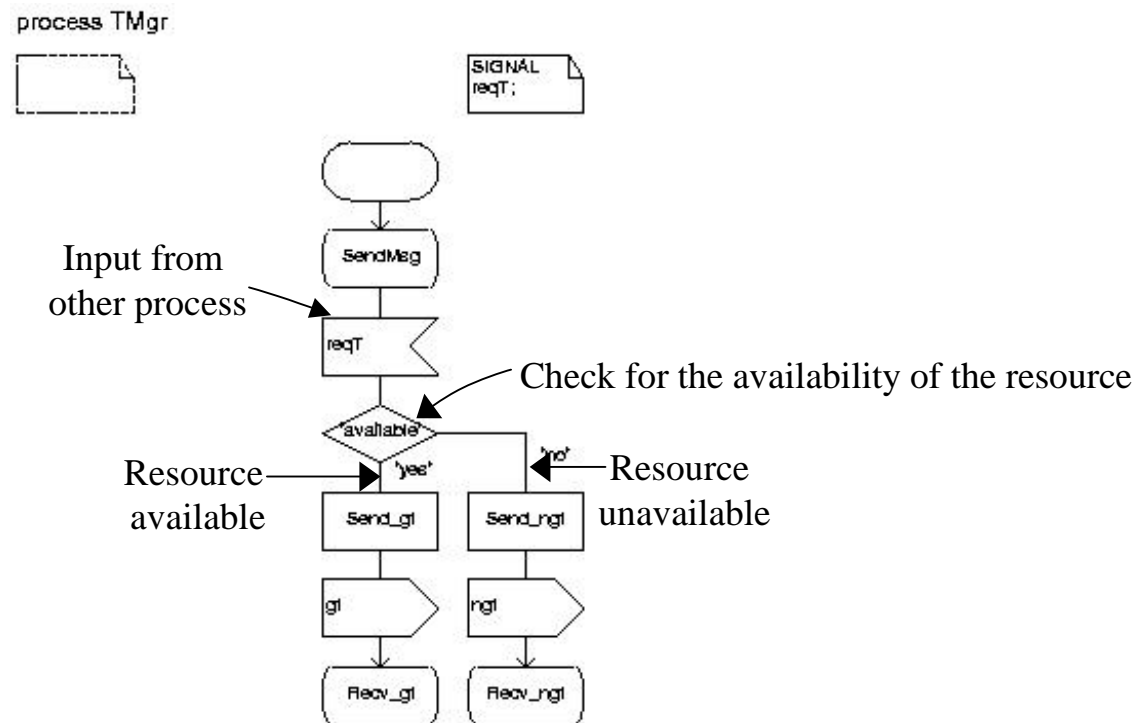 process TMgr
SIGNAL
reqT;
SendMsg
Input from
other process
reqT
Check for the availability of the resource
'available'
'yes'
'no'
Resource
available
Resource
unavailable
Send_gt
Send_ngt
gt
ngt
Recv_gt
Recv_ngt